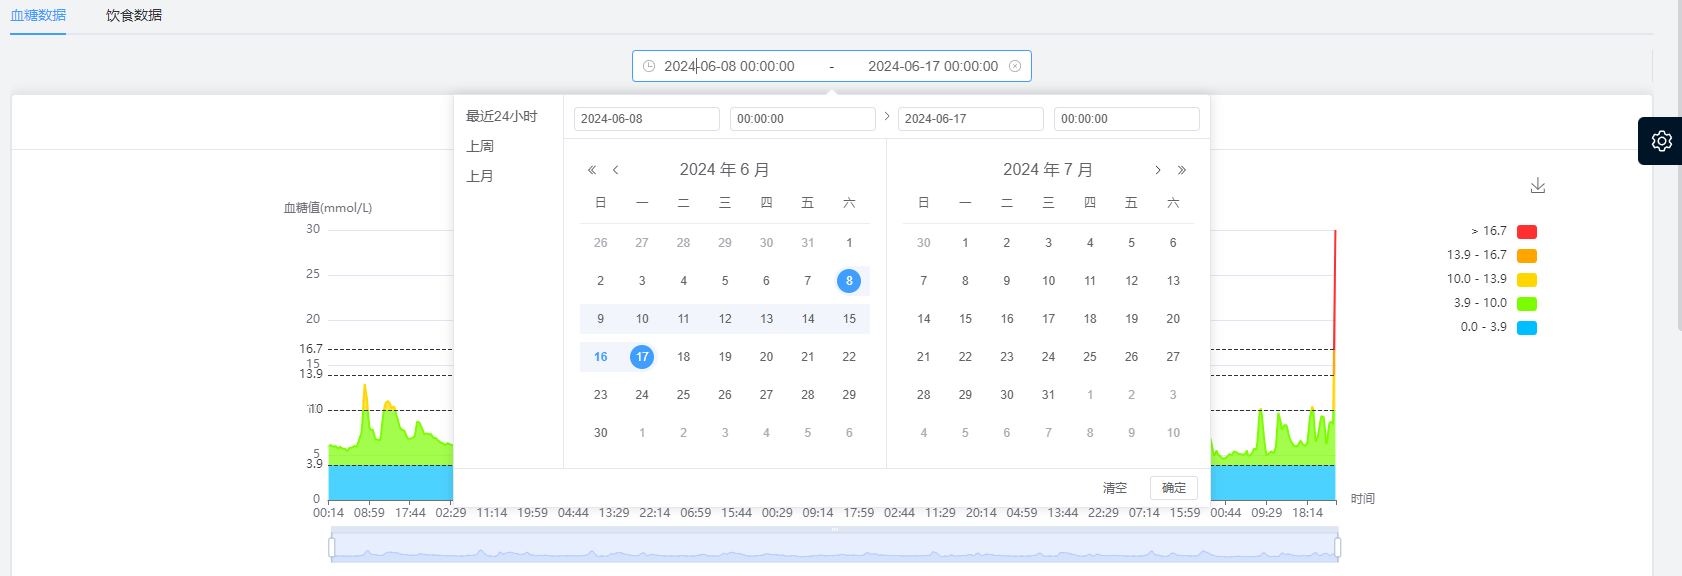 血糖数据 饮食数据
2024-06-08 00:00:00 - 2024-06-17 00:00:00
最近24小时
上周
上月
2024-06-08 00:00:00 > 2024-06-17 00:00:00
« ‹ 2024 年 6 月
日 一 二 三 四 五 六
26 27 28 29 30 31 1
2 3 4 5 6 7 8
9 10 11 12 13 14 15
16 17 18 19 20 21 22
23 24 25 26 27 28 29
30 1 2 3 4 5 6
2024 年 7 月 › »
日 一 二 三 四 五 六
30 1 2 3 4 5 6
7 8 9 10 11 12 13
14 15 16 17 18 19 20
21 22 23 24 25 26 27
28 29 30 31 1 2 3
4 5 6 7 8 9 10
清空 确定
血糖值(mmol/L)
30
25
20
16.7
15
13.9
10
5
3.9
0
00:14 08:59 17:44 02:29 11:14 19:59 04:44 13:29 22:14 06:59 15:44 00:29 09:14 17:59 02:44 11:29 20:14 04:59 13:44 22:29 07:14 15:59 00:44 09:29 18:14
时间
> 16.7
13.9 - 16.7
10.0 - 13.9
3.9 - 10.0
0.0 - 3.9